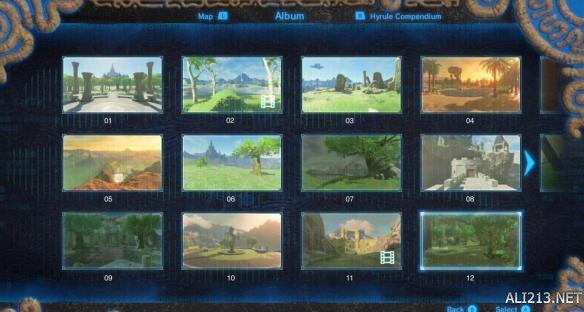 Map L Album R Hyrule Compendium
01 02 03 04
05 06 07 08
09 10 11 12
Back B Select A
ALI213.NET